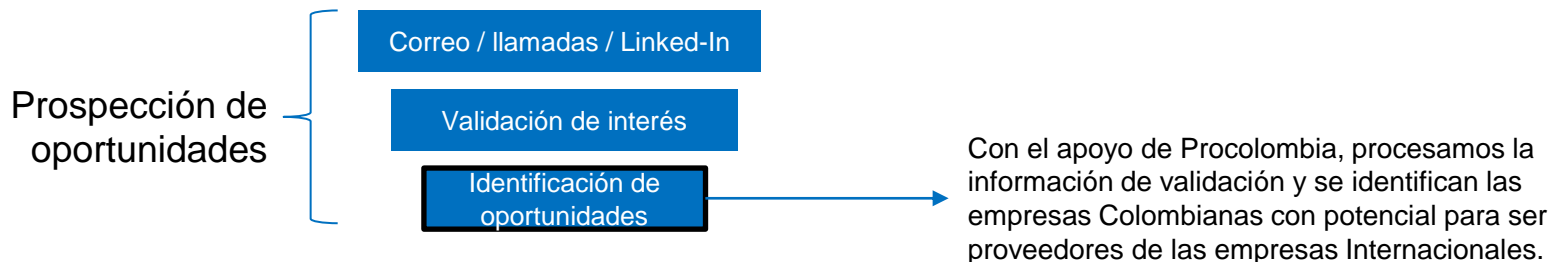 Correo / llamadas / Linked-In
Prospección de
oportunidades
Validación de interés
Identificación de
oportunidades
Con el apoyo de Procolombia, procesamos la
información de validación y se identifican las
empresas Colombianas con potencial para ser
proveedores de las empresas Internacionales.